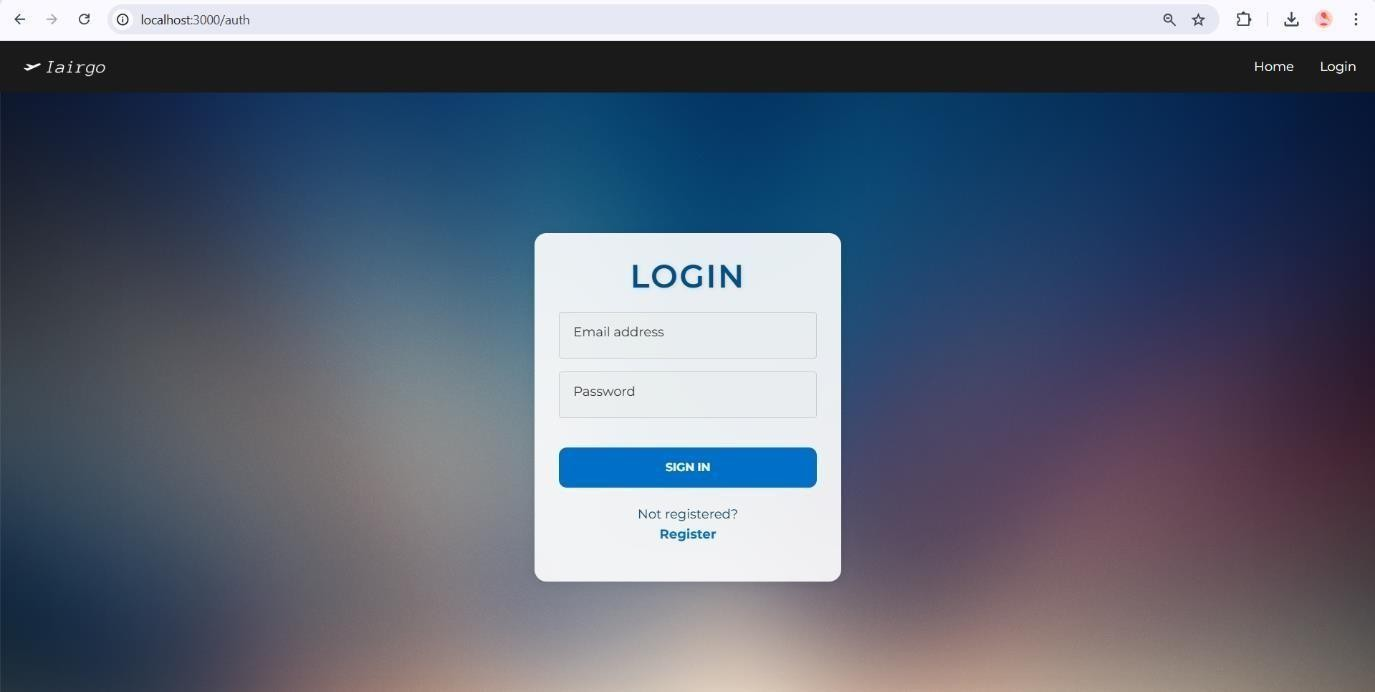 localhost:3000/auth
Iairgo
Home
Login
LOGIN
Email address
Password
SIGN IN
Not registered?
Register